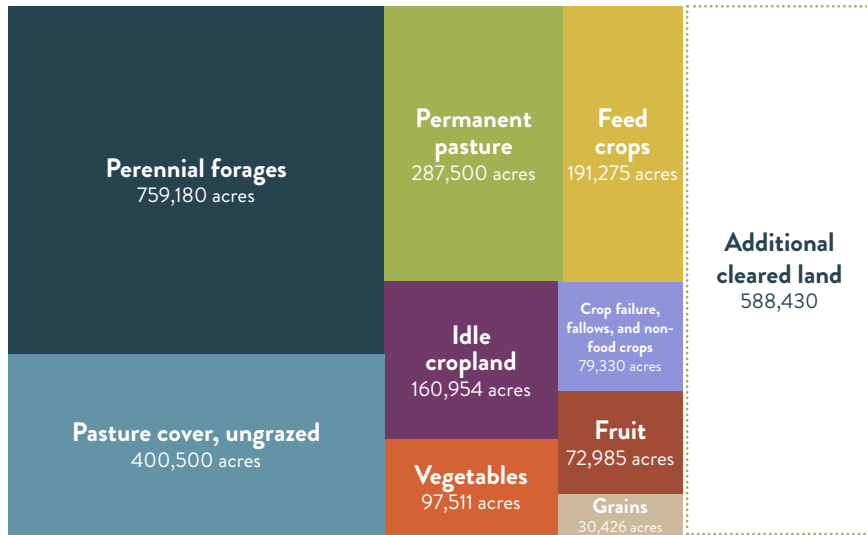 Perennial forages
759,180 acres
Pasture cover, ungrazed
400,500 acres
Permanent
pasture
287,500 acres
Feed
crops
191,275 acres
Idle
cropland
160,954 acres
Crop failure,
fallows, and non-
food crops
79,330 acres
Vegetables
97,511 acres
Fruit
72,985 acres
Grains
30,426 acres
Additional
cleared land
588,430